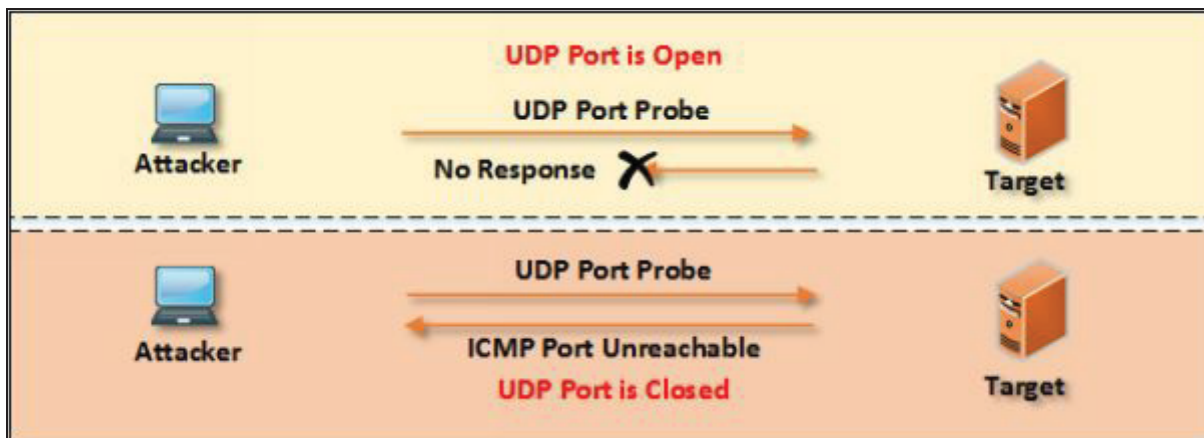 UDP Port is Open
UDP Port Probe
Attacker
No Response
Target
UDP Port Probe
Attacker
ICMP Port Unreachable
Target
UDP Port is Closed